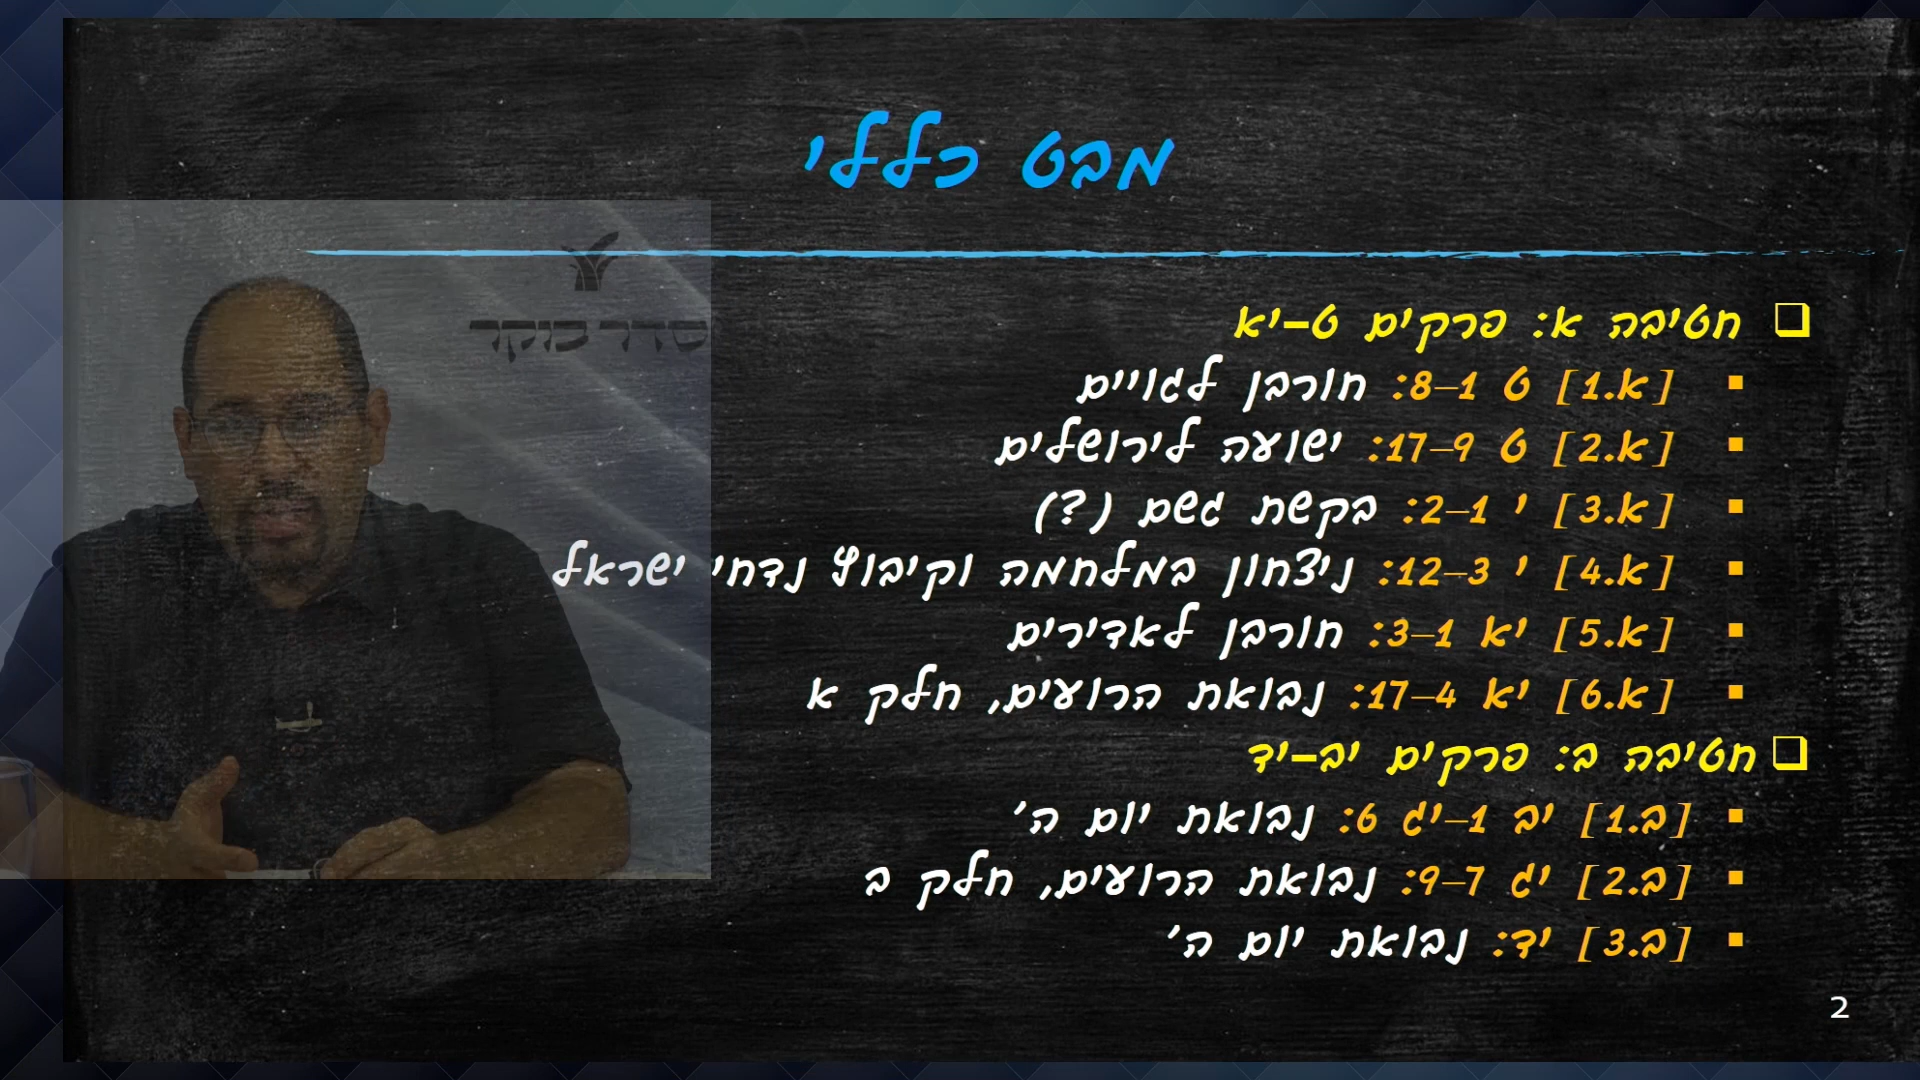 מבט כללי
סדר בוקר
חטיבה א: פרקים ט–יא
[א.1] ט 1–8: חורבן לגויים
[א.2] ט 9–17: ישועה לירושלים
[א.3] י 1–2: בקשת גשם (?)
[א.4] י 3–12: ניצחון במלחמה וקיבוץ נדחי ישראל
[א.5] יא 1–3: חורבן לאדירים
[א.6] יא 4–17: נבואת הרועים, חלק א
חטיבה ב: פרקים יב–יד
[ב.1] יב 1–יג 6: נבואת יום ה'
[ב.2] יג 7–9: נבואת הרועים, חלק ב
[ב.3] יד: נבואת יום ה'
2